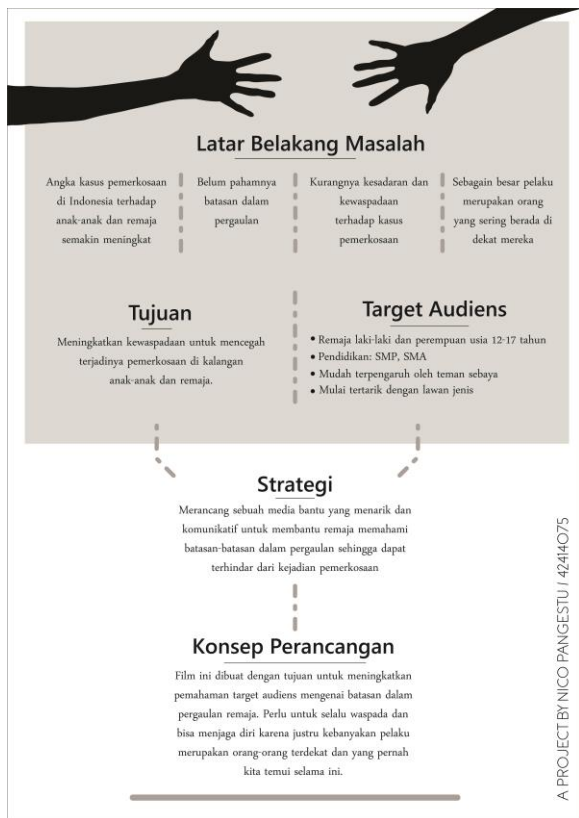 Latar Belakang Masalah
Angka kasus pemerkosaan
di Indonesia terhadap
anak-anak dan remaja
semakin meningkat
Belum pahamnya
batasan dalam
pergaulan
Kurangnya kesadaran dan
kewaspadaan
terhadap kasus
pemerkosaan
Sebagain besar pelaku
merupakan orang
yang sering berada di
dekat mereka
Tujuan
Meningkatkan kewaspadaan untuk mencegah
terjadinya pemerkosaan di kalangan
anak-anak dan remaja.
Target Audiens
• Remaja laki-laki dan perempuan usia 12-17 tahun
• Pendidikan: SMP, SMA
• Mudah terpengaruh oleh teman sebaya
• Mulai tertarik dengan lawan jenis
Strategi
Merancang sebuah media bantu yang menarik dan
komunikatif untuk membantu remaja memahami
batasan-batasan dalam pergaulan sehingga dapat
terhindar dari kejadian pemerkosaan
Konsep Perancangan
Film ini dibuat dengan tujuan untuk meningkatkan
pemahaman target audiens mengenai batasan dalam
pergaulan remaja. Perlu untuk selalu waspada dan
bisa menjaga diri karena justru kebanyakan pelaku
merupakan orang-orang terdekat dan yang pernah
kita temui selama ini.
A PROJECT BY NICO PANGESTU / 42414075